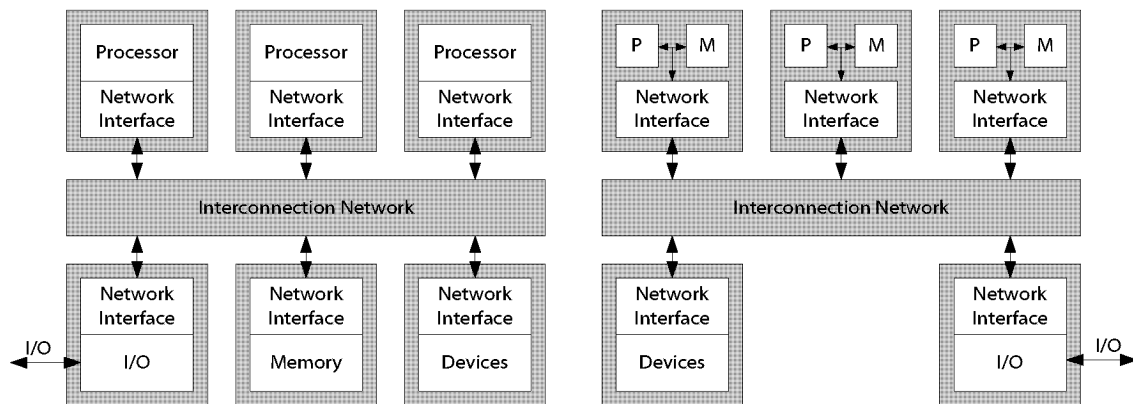 Processor
Processor
Processor
Network
Interface
Network
Interface
Network
Interface
P M
P M
P M
Network
Interface
Network
Interface
Network
Interface
Interconnection Network
Interconnection Network
Network
Interface
I/O
I/O
Network
Interface
Memory
Network
Interface
Devices
Network
Interface
Devices
Network
Interface
I/O
I/O